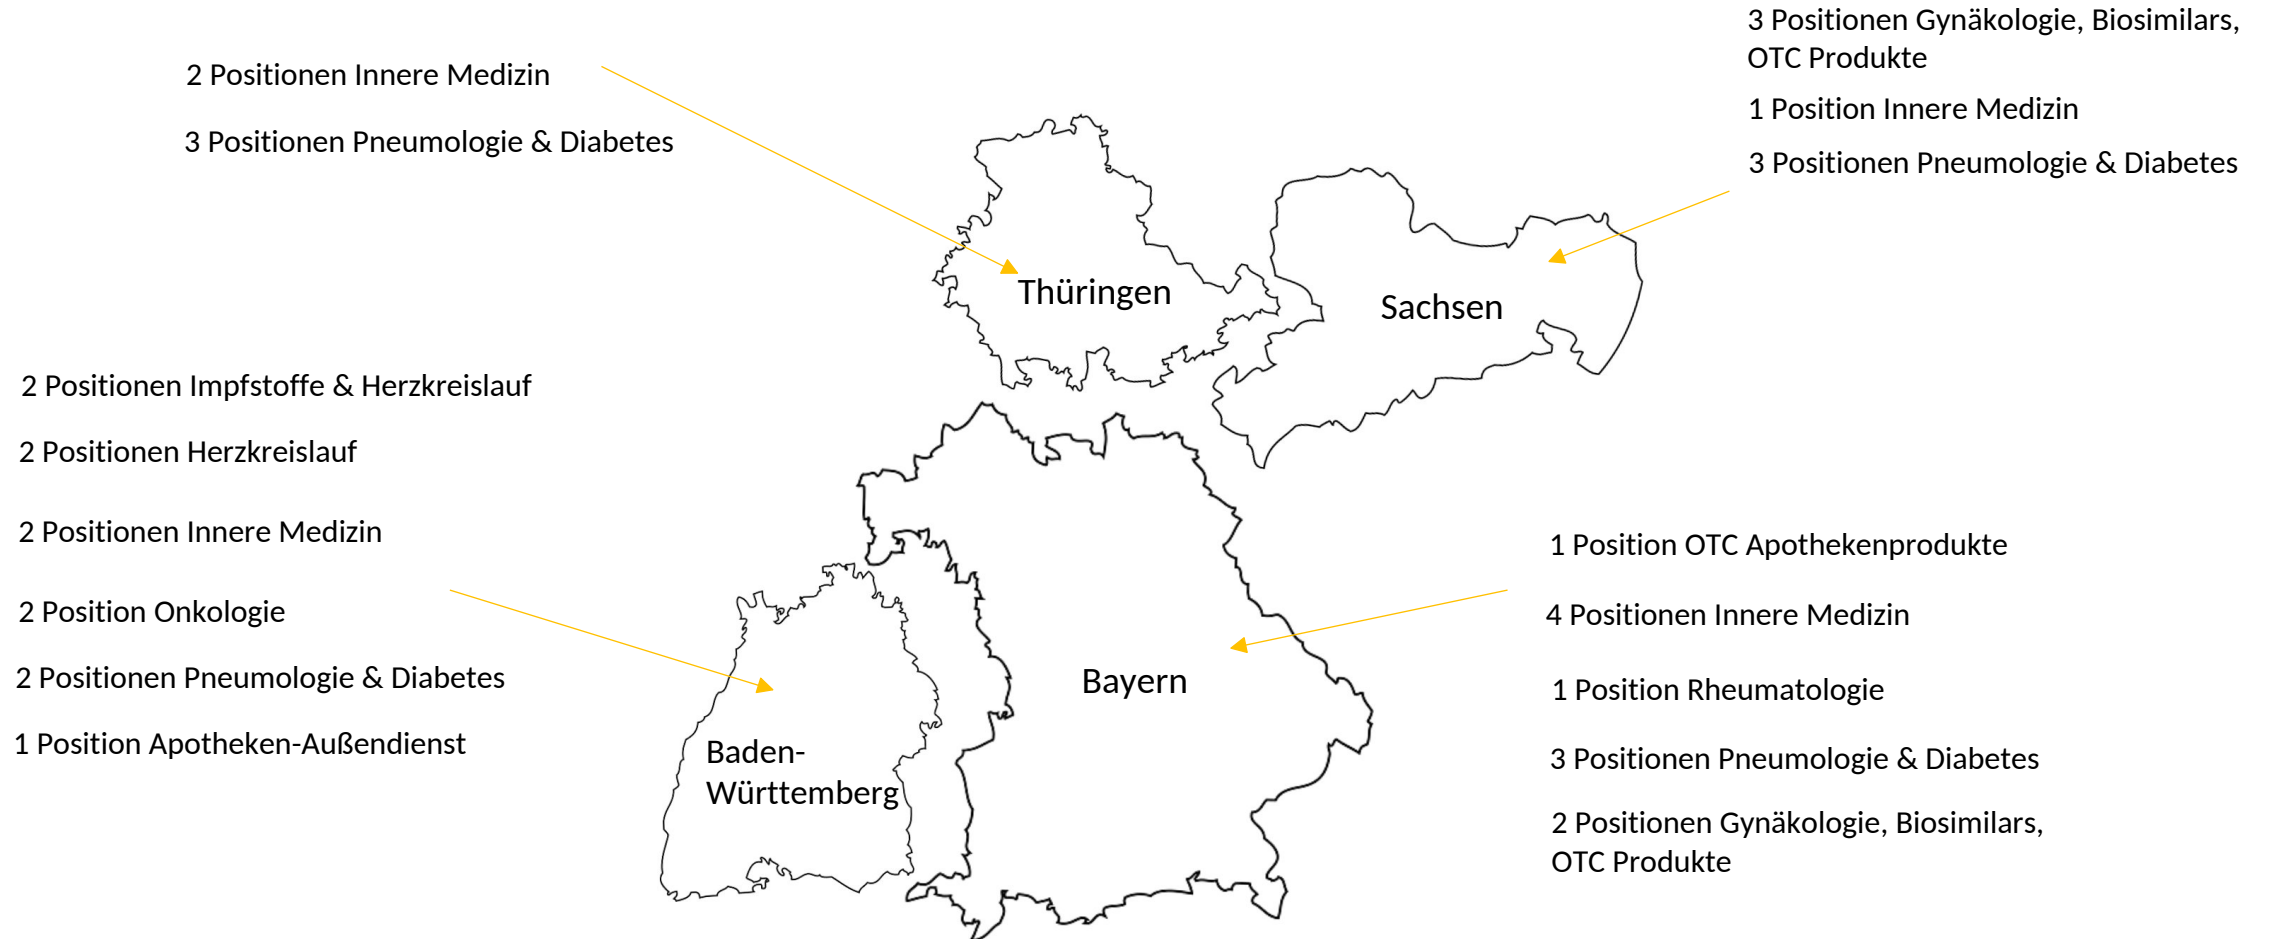 3 Positionen Gynäkologie, Biosimilars,
OTC Produkte
1 Position Innere Medizin
3 Positionen Pneumologie & Diabetes
2 Positionen Innere Medizin
3 Positionen Pneumologie & Diabetes
Thüringen
Sachsen
2 Positionen Impfstoffe & Herzkreislauf
2 Positionen Herzkreislauf
2 Positionen Innere Medizin
2 Position Onkologie
2 Positionen Pneumologie & Diabetes
1 Position Apotheken-Außendienst
Baden-
Württemberg
Bayern
1 Position OTC Apothekenprodukte
4 Positionen Innere Medizin
1 Position Rheumatologie
3 Positionen Pneumologie & Diabetes
2 Positionen Gynäkologie, Biosimilars,
OTC Produkte